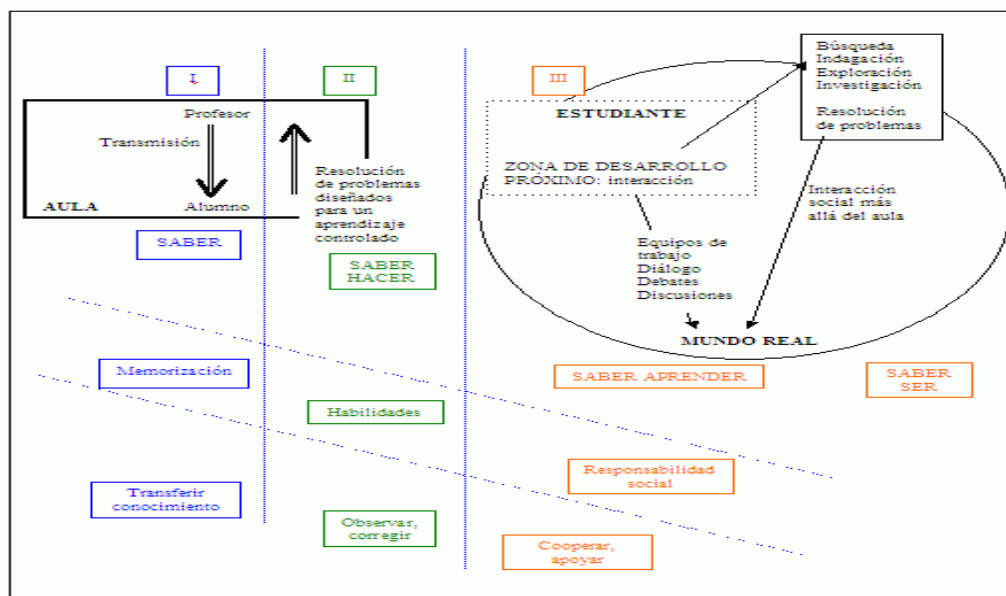 I
II
III
Profesor
Transmisión
AULA
Alumno
Resolución
de problemas
diseñados
para un
aprendizaje
controlado
SABER
SABER
HACER
ESTUDIANTE
ZONA DE DESARROLLO
PRÓXIMO: interacción
Búsqueda
Indagación
Exploración
Investigación
Resolución
de problemas
Interacción
social más
allá del aula
Equipos de
trabajo
Diálogo
Debates
Discusiones
MUNDO REAL
SABER APRENDER
SABER
SER
Memorización
Habilidades
Responsabilidad
social
Transferir
conocimiento
Observar,
corregir
Cooperar,
apoyar